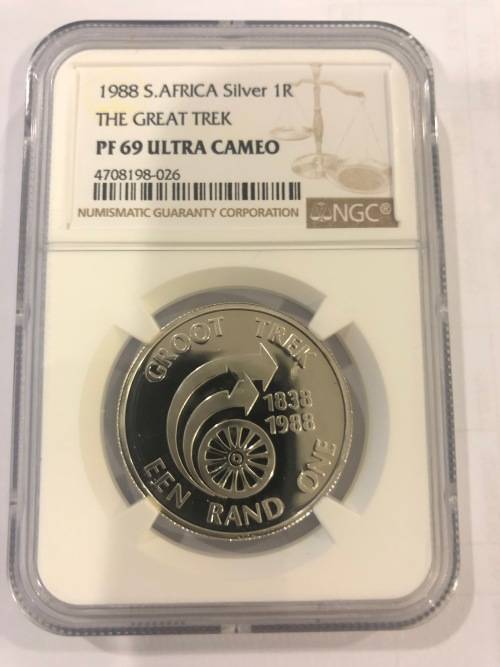 1988 S.AFRICA Silver 1R
THE GREAT TREK
PF 69 ULTRA CAMEO
4708198-026
NUMISMATIC GUARANTY CORPORATION
NGC®
GROOT TREK
1838
1988
EEN RAND ONE